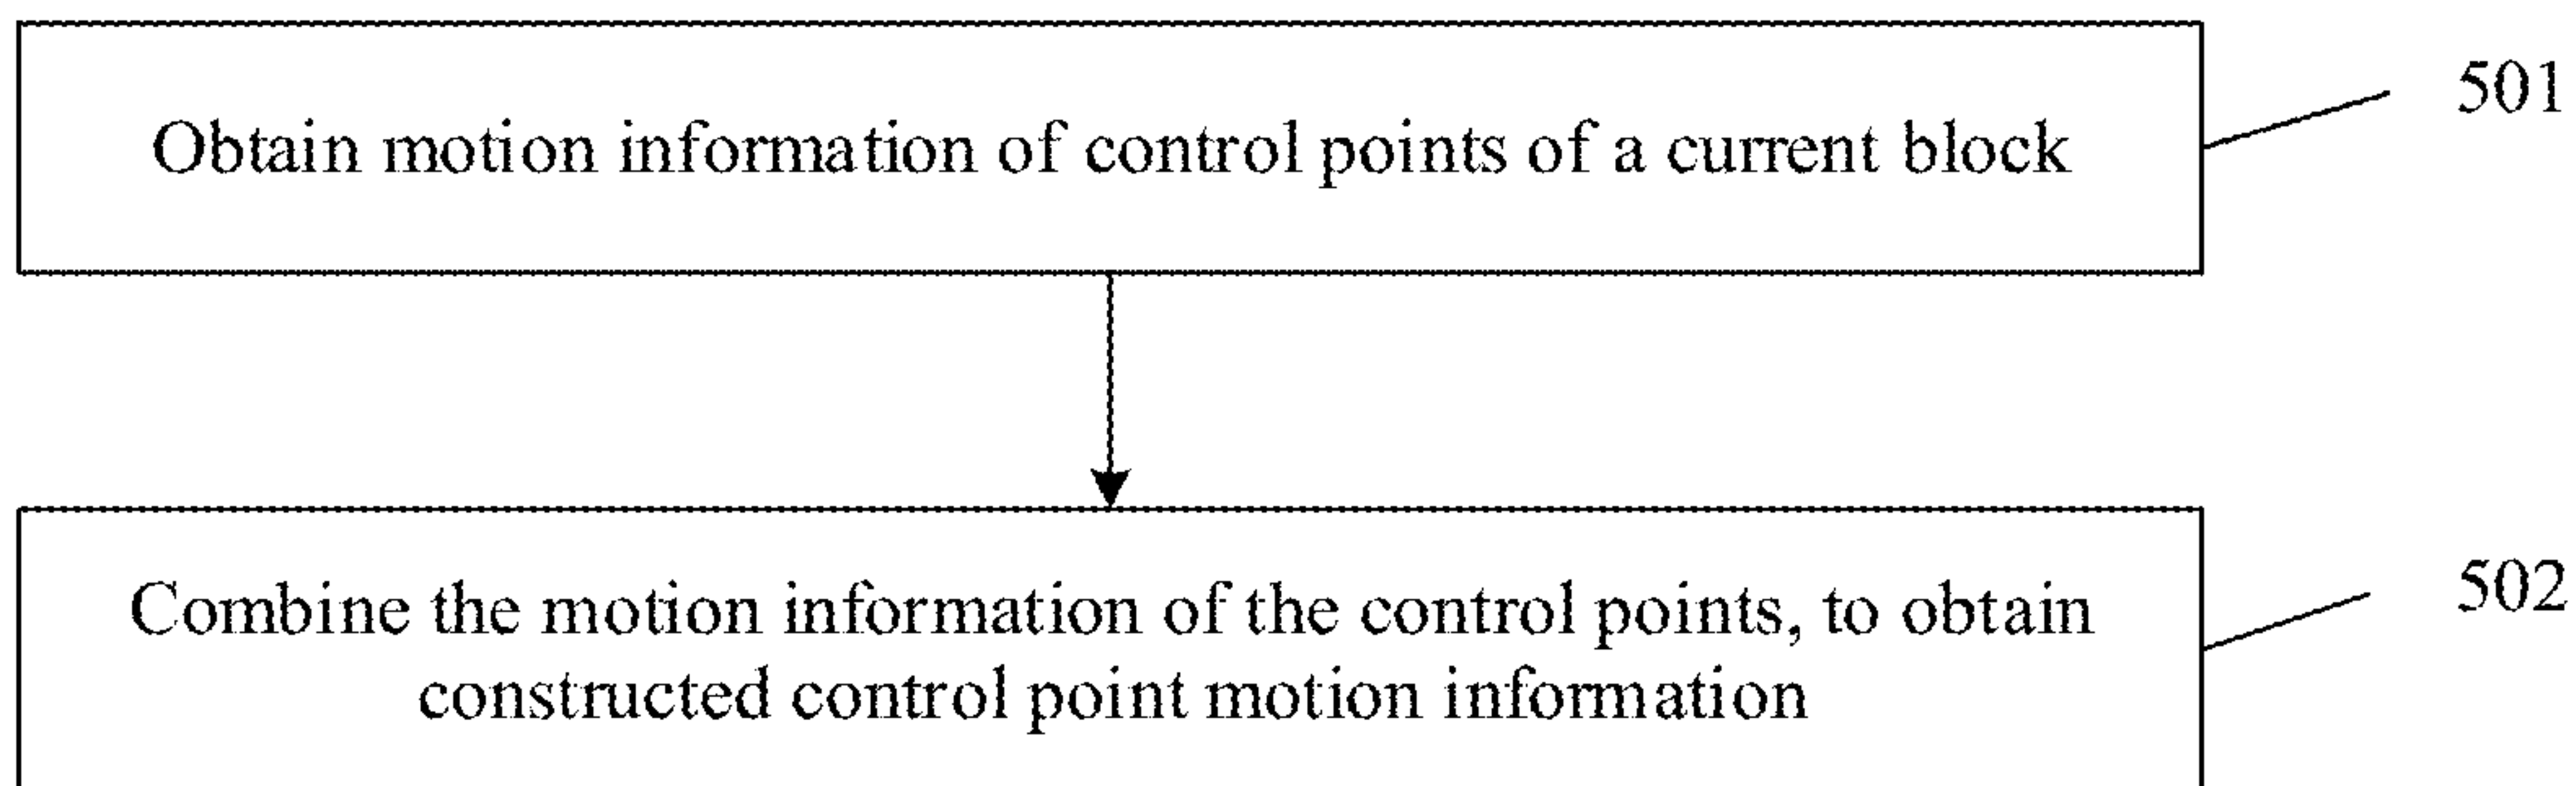 Obtain motion information of control points of a current block
501
Combine the motion information of the control points, to obtain
constructed control point motion information
502